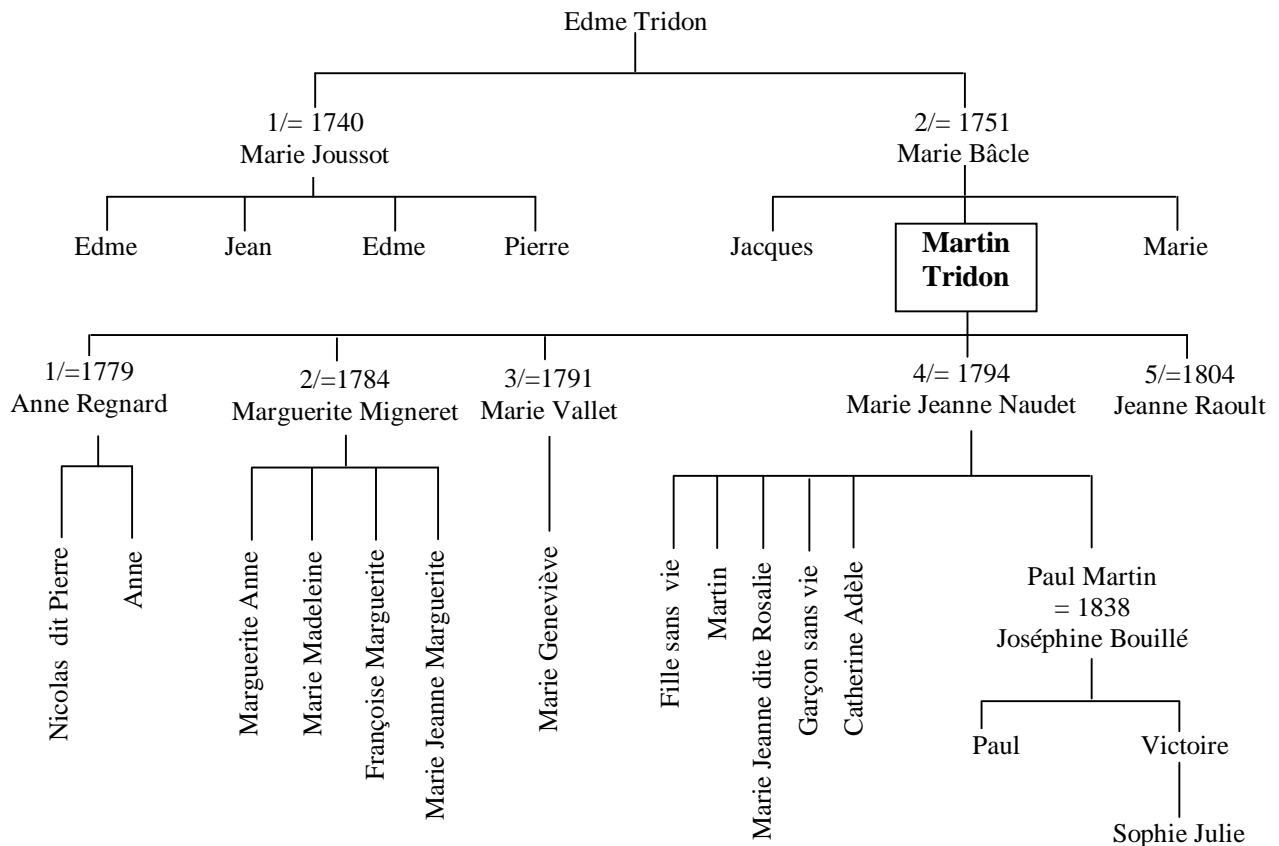 Edme Tridon
1/= 1740
Marie Joussot
2/= 1751
Marie Bâcle
Edme
Jean
Edme
Pierre
Jacques
Martin
Tridon
Marie
1/=1779
Anne Regnard
2/=1784
Marguerite Migneret
3/=1791
Marie Vallet
4/= 1794
Marie Jeanne Naudet
5/=1804
Jeanne Raoult
Nicolas dit Pierre
Anne
Marguerite Anne
Marie Madeleine
Françoise Marguerite
Marie Jeanne Marguerite
Marie Geneviève
Fille sans vie
Martin
Marie Jeanne dite Rosalie
Garçon sans vie
Catherine Adèle
Paul Martin
= 1838
Joséphine Bouillé
Paul
Victoire
Sophie Julie